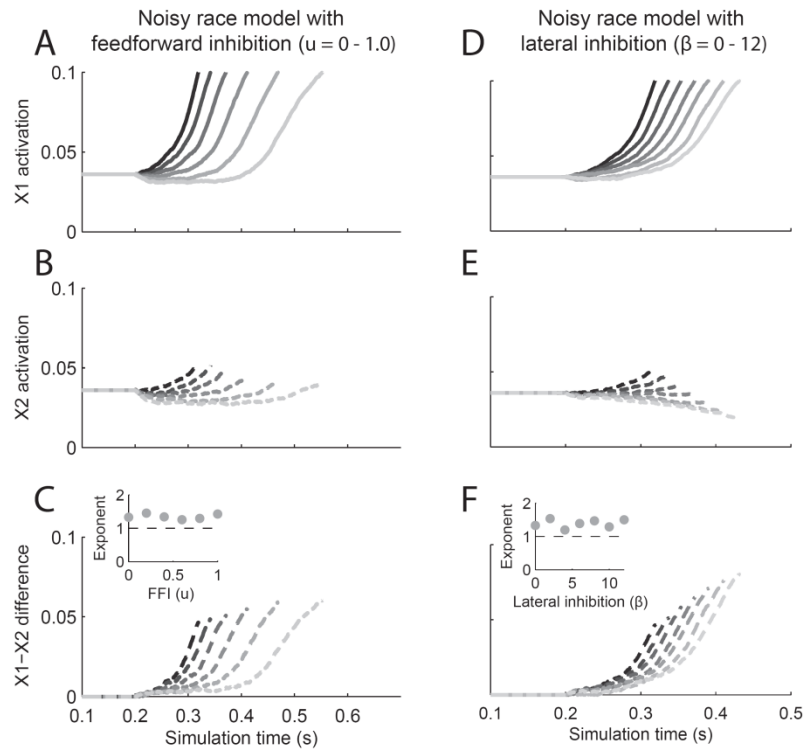 Noisy race model with
feedforward inhibition (u = 0 - 1.0)
A
0.1
0.05
0
X1 activation
B
0.1
0.05
0
X2 activation
C
0.1
0.05
0
X1−X2 difference
2
1
0
Exponent
0 0.5 1
FFI (u)
0.1 0.2 0.3 0.4 0.5 0.6
Simulation time (s)
Noisy race model with
lateral inhibition (β = 0 - 12)
D
E
F
2
1
0
Exponent
0 5 10
Lateral inhibition (β)
0.1 0.2 0.3 0.4 0.5
Simulation time (s)